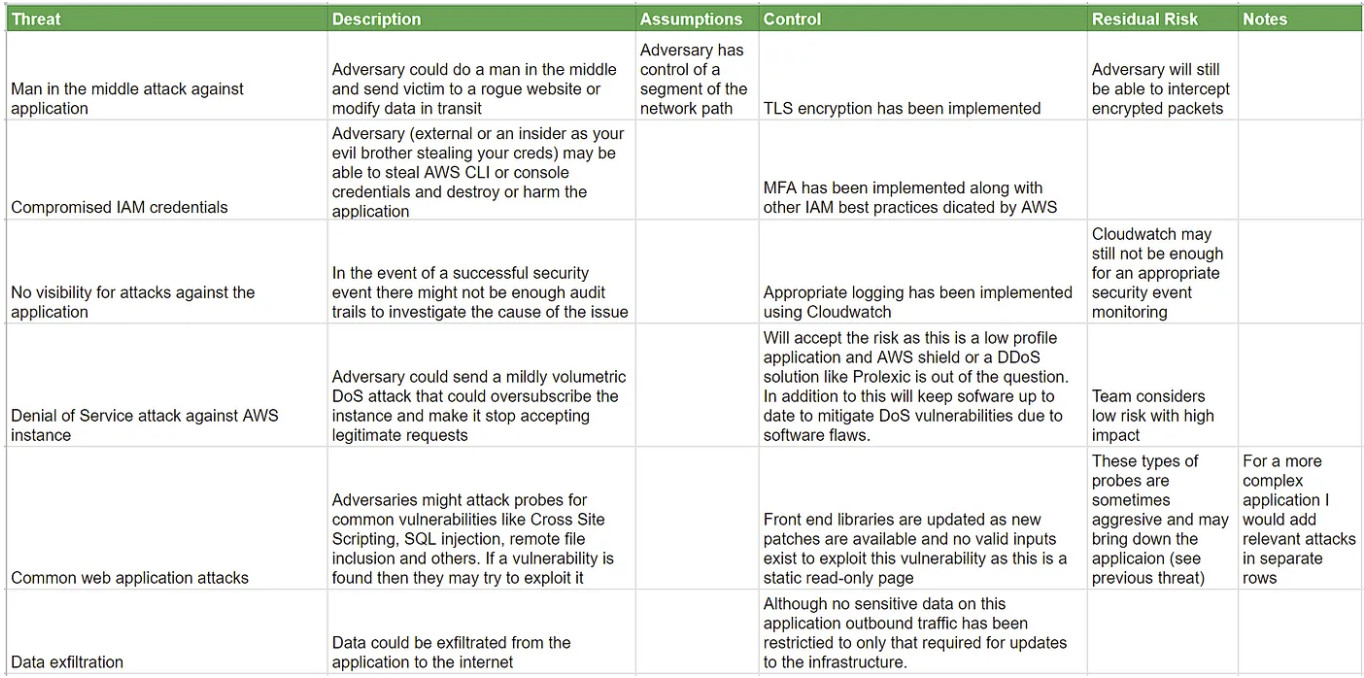 Threat Description Assumptions Control Residual Risk Notes
Man in the middle attack against
application
Adversary could do a man in the middle
and send victim to a rogue website or
modify data in transit
Adversary has
control of a
segment of the
network path
TLS encryption has been implemented
Adversary will still
be able to intercept
encrypted packets
Compromised IAM credentials
Adversary (external or an insider as your
evil brother stealing your creds) may be
able to steal AWS CLI or console
credentials and destroy or harm the
application
MFA has been implemented along with
other IAM best practices dicated by AWS
No visibility for attacks against the
application
In the event of a successful security
event there might not be enough audit
trails to investigate the cause of the issue
Appropriate logging has been implemented
using Cloudwatch
Cloudwatch may
still not be enough
for an appropriate
security event
monitoring
Denial of Service attack against AWS
instance
Adversary could send a mildly volumetric
DoS attack that could oversubscribe the
instance and make it stop accepting
legitimate requests
Will accept the risk as this is a low profile
application and AWS shield or a DDoS
solution like Prolexic is out of the question.
In addition to this will keep sofware up to
date to mitigate DoS vulnerabilities due to
software flaws.
Team considers
low risk with high
impact
Common web application attacks
Adversaries might attack probes for
common vulnerabilities like Cross Site
Scripting, SQL injection, remote file
inclusion and others. If a vulnerability is
found then they may try to exploit it
Front end libraries are updated as new
patches are available and no valid inputs
exist to exploit this vulnerability as this is a
static read-only page
These types of
probes are
sometimes
aggresive and may
bring down the
applicaion (see
previous threat)
For a more
complex
application I
would add
relevant attacks
in separate
rows
Data exfiltration
Data could be exfiltrated from the
application to the internet
Although no sensitive data on this
application outbound traffic has been
restrictied to only that required for updates
to the infrastructure.